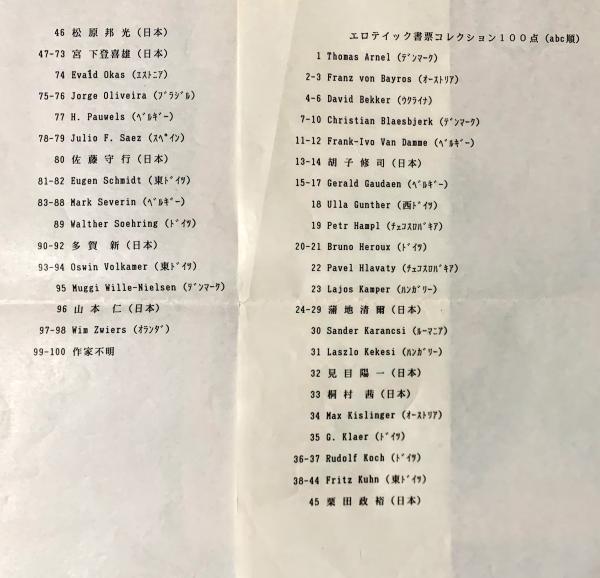 エロテイック書票コレクション１００点 (abc順)
1 Thomas Arnel (ﾃﾞﾝﾏｰｸ)
2-3 Franz von Bayros (ｵｰｽﾄﾘｱ)
4-6 David Bekker (ｳｸﾗｲﾅ)
7-10 Christian Blaesbjerk (ﾃﾞﾝﾏｰｸ)
11-12 Frank-Ivo Van Damme (ﾍﾞﾙｷﾞｰ)
13-14 胡子修司 (日本)
15-17 Gerald Gaudaen (ﾍﾞﾙｷﾞｰ)
18 Ulla Gunther (西ﾄﾞｲﾂ)
19 Petr Hampl (ﾁｪｺｽﾛﾊﾞｷｱ)
20-21 Bruno Heroux (ﾄﾞｲﾂ)
22 Pavel Hlavaty (ﾁｪｺｽﾛﾊﾞｷｱ)
23 Lajos Kamper (ﾊﾝｶﾞﾘｰ)
24-29 蒲地清爾 (日本)
30 Sander Karancsi (ﾙｰﾏﾆｱ)
31 Laszlo Kekesi (ﾊﾝｶﾞﾘｰ)
32 見目陽一 (日本)
33 桐村　茜 (日本)
34 Max Kislinger (ｵｰｽﾄﾘｱ)
35 G. Klaer (ﾄﾞｲﾂ)
36-37 Rudolf Koch (ﾄﾞｲﾂ)
38-44 Fritz Kuhn (東ﾄﾞｲﾂ)
45 栗田政裕 (日本)
46 松原邦光 (日本)
47-73 宮下登喜雄 (日本)
74 Evald Okas (ｴｽﾄﾆｱ)
75-76 Jorge Oliveira (ﾌﾞﾗｼﾞﾙ)
77 H. Pauwels (ﾍﾞﾙｷﾞｰ)
78-79 Julio F. Saez (ｽﾍﾟｲﾝ)
80 佐藤守行 (日本)
81-82 Eugen Schmidt (東ﾄﾞｲﾂ)
83-88 Mark Severin (ﾍﾞﾙｷﾞｰ)
89 Walther Soehring (ﾄﾞｲﾂ)
90-92 多賀　新 (日本)
93-94 Oswin Volkamer (東ﾄﾞｲﾂ)
95 Muggi Wille-Nielsen (ﾃﾞﾝﾏｰｸ)
96 山本　仁 (日本)
97-98 Wim Zwiers (ｵﾗﾝﾀﾞ)
99-100 作家不明